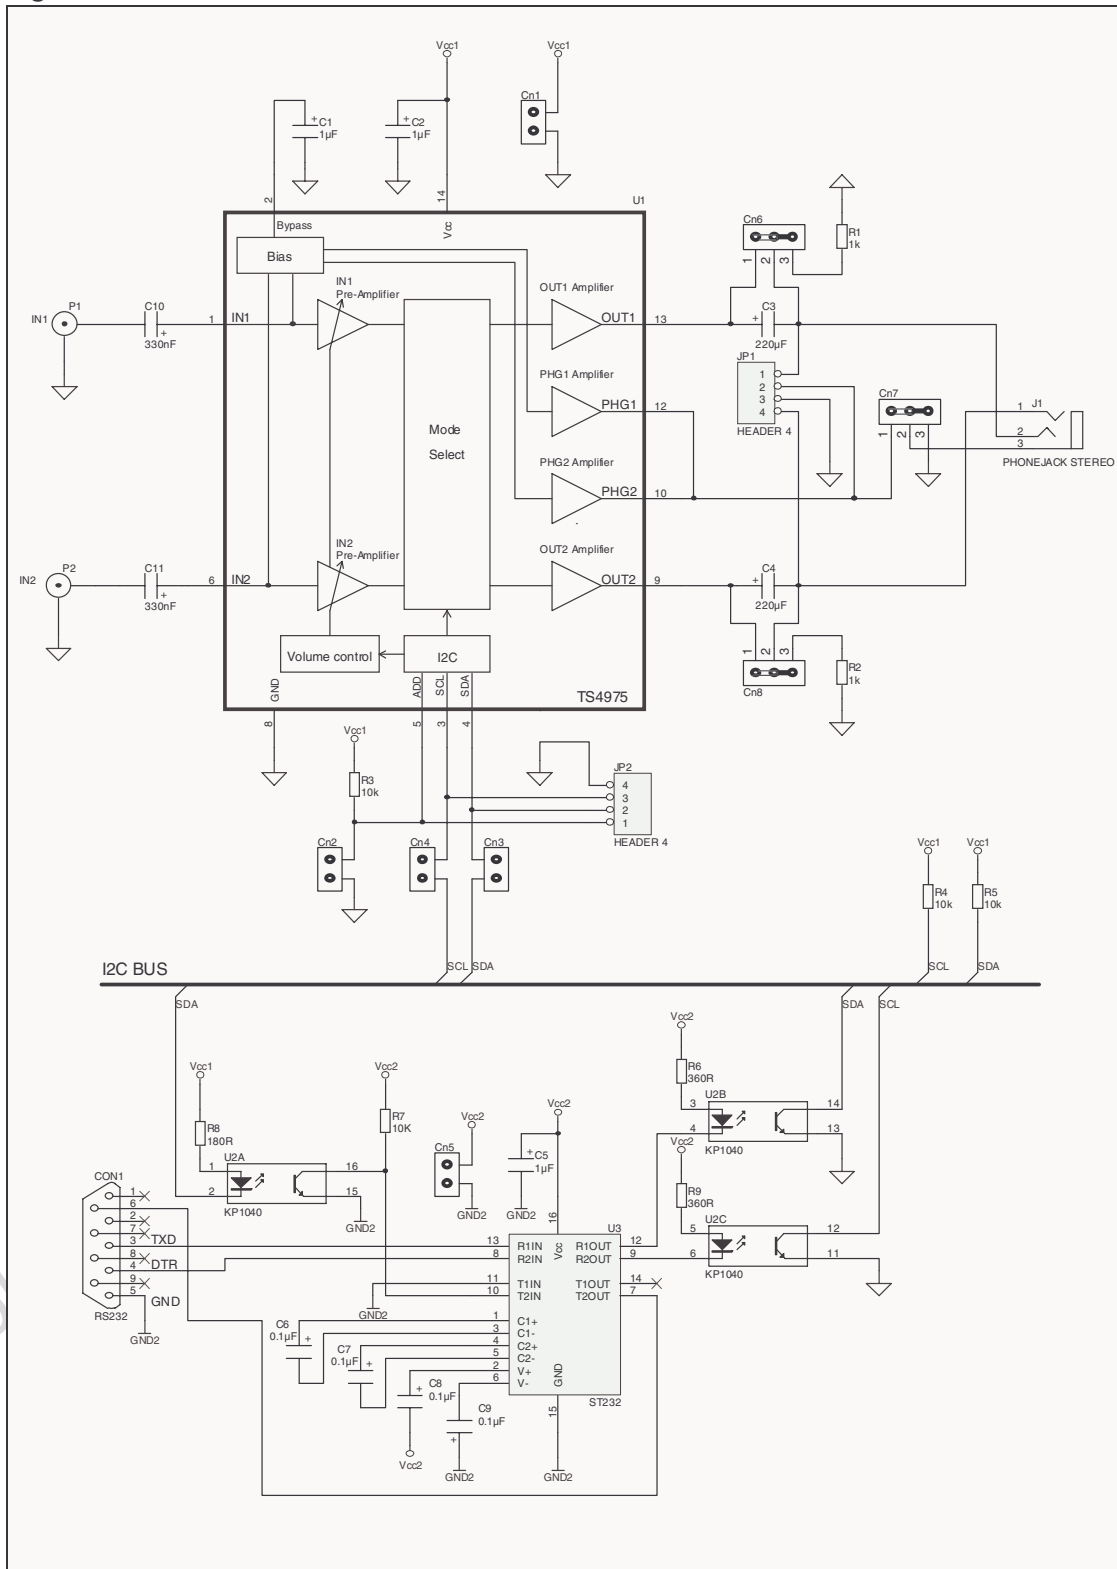 Vcc1
Vcc1
Cn1
C1
1µF
C2
1µF
2
14
U1
Bypass
Vcc
Bias
Cn6
1
2
3
R1
1k
IN1
Pre-Amplifier
OUT1 Amplifier
P1
IN1
C10
330nF
1
IN1
OUT1
13
C3
220µF
JP1
1
2
3
4
HEADER 4
PHG1 Amplifier
PHG1
12
Cn7
1
2
3
J1
1
2
3
PHONEJACK STEREO
Mode
Select
PHG2 Amplifier
PHG2
10
IN2
Pre-Amplifier
OUT2 Amplifier
P2
IN2
C11
330nF
6
IN2
OUT2
9
C4
220µF
1
2
3
Cn8
R2
1k
Volume control
I2C
GND
ADD
SCL
SDA
TS4975
8
5
3
4
Vcc1
R3
10k
JP2
4
3
2
1
HEADER 4
Cn2
Cn4
Cn3
Vcc1
Vcc1
R4
10k
R5
10k
I2C BUS
SCL
SDA
SCL
SDA
SDA
SDA
SCL
Vcc2
R6
360R
U2B
3
14
4
13
KP1040
Vcc1
R8
180R
Vcc2
R7
10K
Vcc2
Cn5
GND2
Vcc2
C5
1µF
GND2
U2A
1
16
2
15
KP1040
GND2
Vcc2
R9
360R
U2C
5
12
6
11
KP1040
CON1
1
6
2
7
3
TXD
8
4
DTR
9
5
GND
RS232
GND2
16
U3
Vcc
13
R1IN
R1OUT
12
8
R2IN
R2OUT
9
11
T1IN
T1OUT
14
10
T2IN
T2OUT
7
GND2
1
C1+
3
C1-
4
C2+
5
C2-
2
V+
6
V-
GND
15
ST232
C6
0.1µF
C7
0.1µF
C8
0.1µF
C9
0.1µF
Vcc2
GND2
GND2